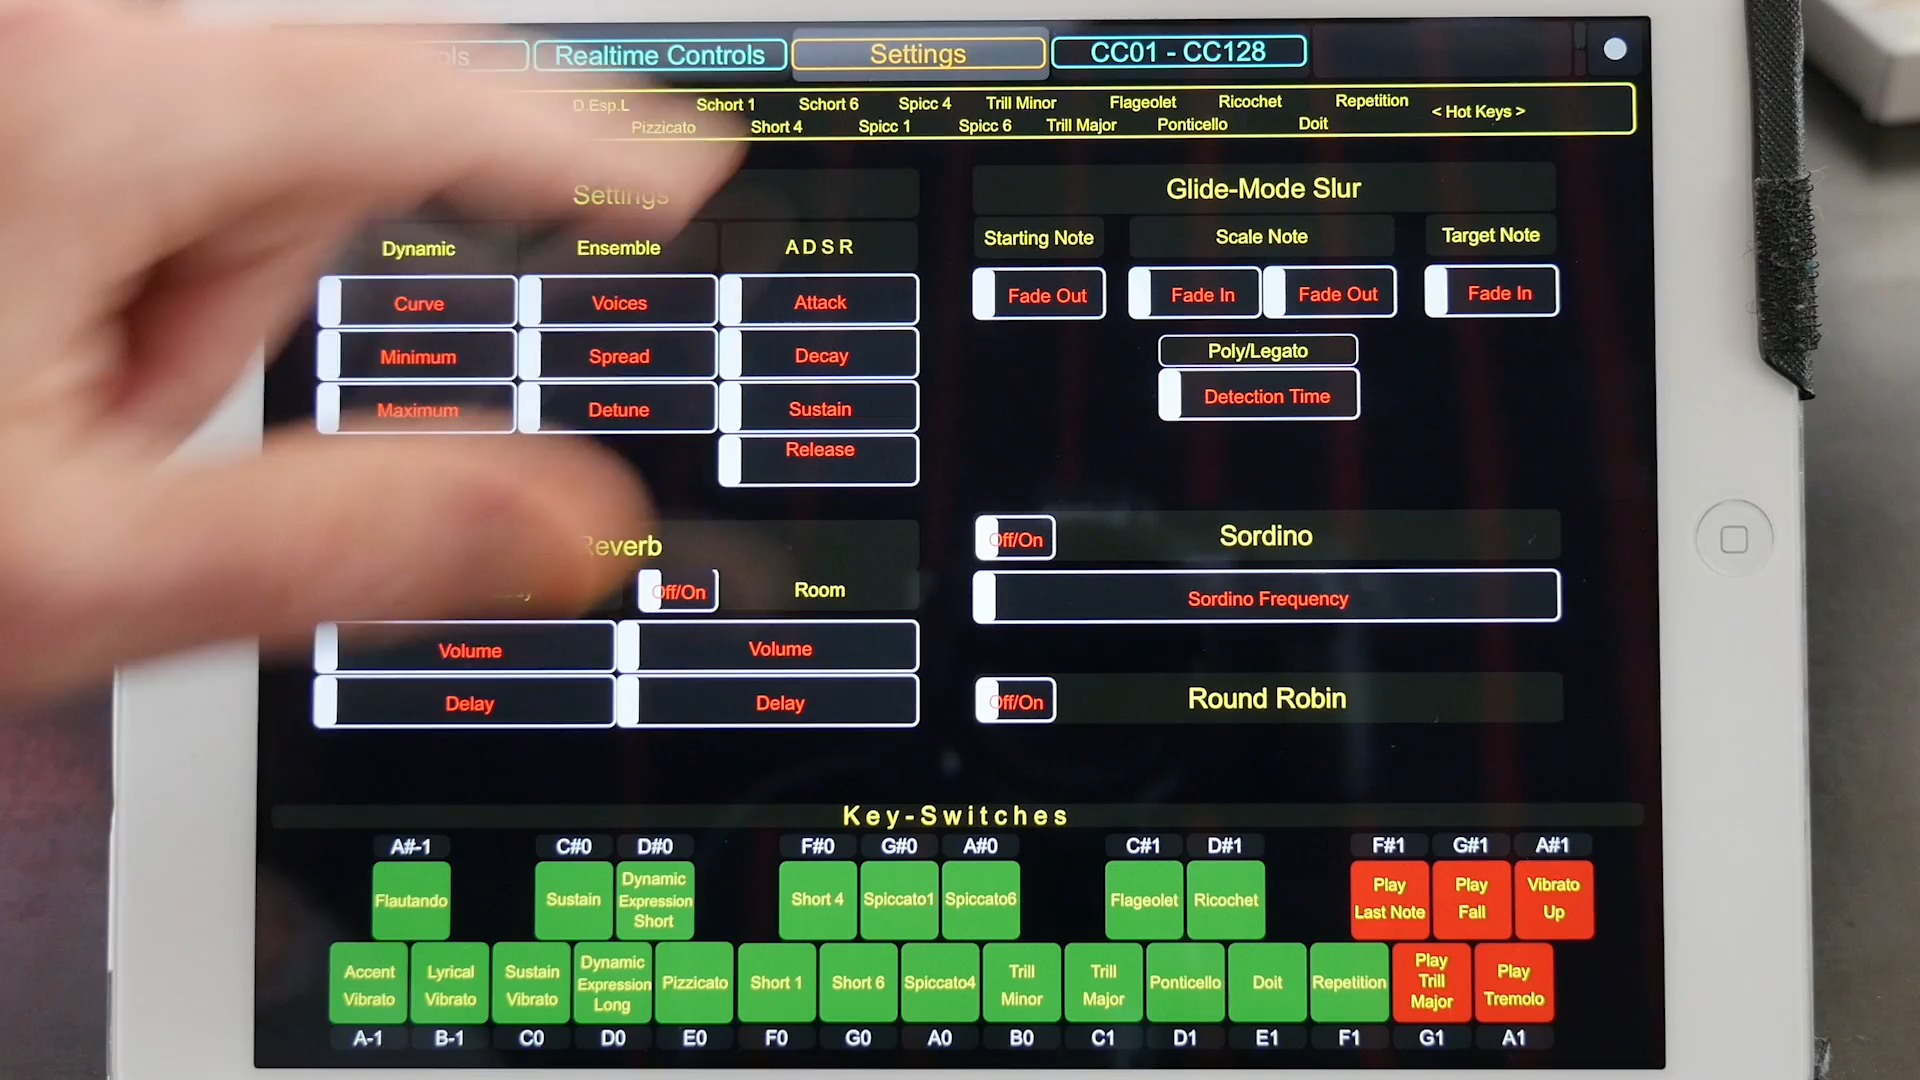 Realtime Controls Settings CC01 - CC128
D Esp.L Schort 1 Schort 6 Spicc 4 Trill Minor Flageolet Ricochet Repetition
< Hot Keys >
Pizzicato Short 4 Spicc 1 Spicc 6 Trill Major Ponticello Doit
Settings
Dynamic Ensemble A D S R
Curve Voices Attack
Minimum Spread Decay
Maximum Detune Sustain
Release
Glide-Mode Slur
Starting Note Scale Note Target Note
Fade Out Fade In Fade Out Fade In
Poly/Legato
Detection Time
Reverb
Off/On Room
Volume Volume
Delay Delay
Off/On Sordino
Sordino Frequency
Off/On Round Robin
Key-Switches
A#-1 C#0 D#0 F#0 G#0 A#0 C#1 D#1 F#1 G#1 A#1
Flautando
Sustain
Dynamic
Expression
Short
Short 4
Spiccato1
Spiccato6
Flageolet
Ricochet
Play
Last Note
Play
Fall
Vibrato
Up
Accent
Vibrato
Lyrical
Vibrato
Sustain
Vibrato
Dynamic
Expression
Long
Pizzicato
Short 1
Short 6
Spiccato4
Trill
Minor
Trill
Major
Ponticello
Doit
Repetition
Play
Trill
Major
Play
Tremolo
A-1 B-1 C0 D0 E0 F0 G0 A0 B0 C1 D1 E1 F1 G1 A1